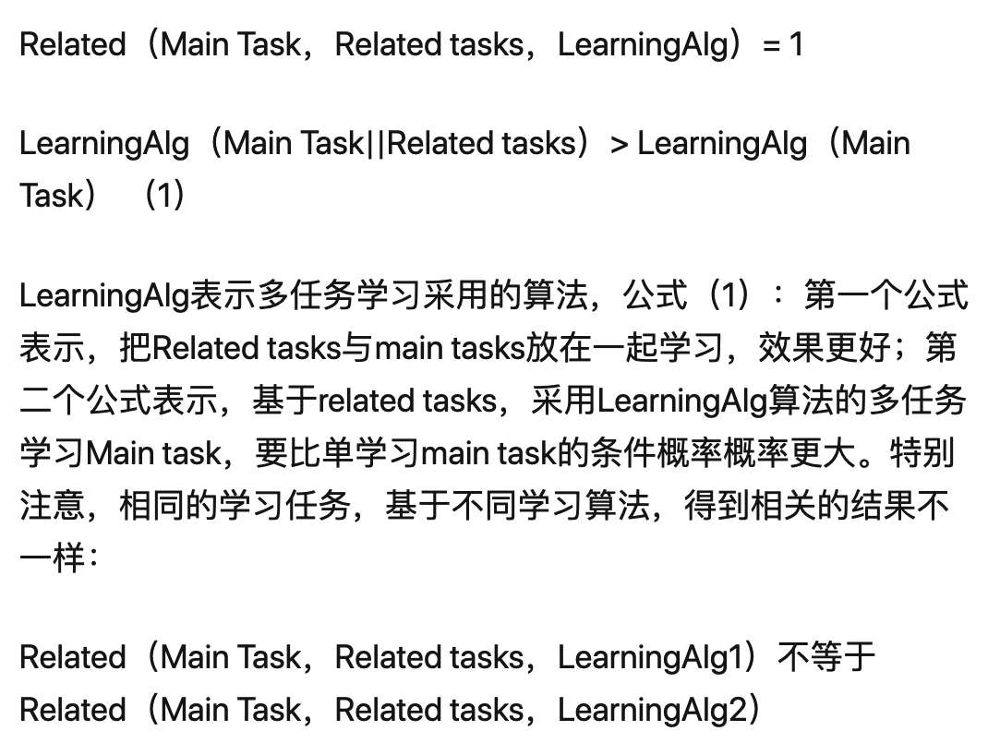 Related（Main Task，Related tasks，LearningAlg）= 1
LearningAlg（Main Task||Related tasks）> LearningAlg（Main
Task）（1）
LearningAlg表示多任务学习采用的算法，公式（1）：第一个公式
表示，把Related tasks与main tasks放在一起学习，效果更好；第
二个公式表示，基于related tasks，采用LearningAlg算法的多任务
学习Main task，要比单学习main task的条件概率概率更大。特别
注意，相同的学习任务，基于不同学习算法，得到相关的结果不
一样：
Related（Main Task，Related tasks，LearningAlg1）不等于
Related（Main Task，Related tasks，LearningAlg2）